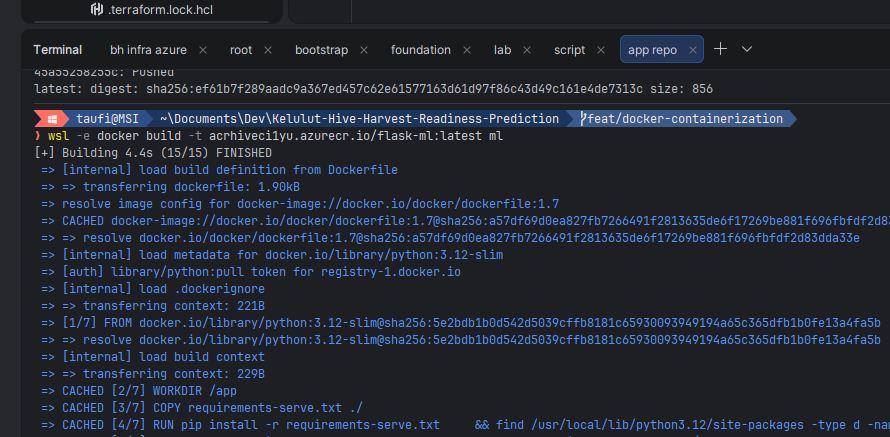 .terraform.lock.hcl
Terminal bh infra azure × root × bootstrap × foundation × lab × script × app repo ×
45a55258255c: Pushed
latest: digest: sha256:ef61b7f289aadc9a367ed457c62e61577163d61d97f86c43d49c161e4de7313c size: 856
taufi@MSI ~\Documents\Dev\Kelulut-Hive-Harvest-Readiness-Prediction feat/docker-containerization
❯ wsl -e docker build -t acrhiveci1yu.azurecr.io/flask-ml:latest ml
[+] Building 4.4s (15/15) FINISHED
=> [internal] load build definition from Dockerfile
=> => transferring dockerfile: 1.90kB
=> resolve image config for docker-image://docker.io/docker/dockerfile:1.7
=> CACHED docker-image://docker.io/docker/dockerfile:1.7@sha256:a57df69d0ea827fb7266491f2813635de6f17269be881f696fbfdf2d83
=> => resolve docker.io/docker/dockerfile:1.7@sha256:a57df69d0ea827fb7266491f2813635de6f17269be881f696fbfdf2d83dda33e
=> [internal] load metadata for docker.io/library/python:3.12-slim
=> [auth] library/python:pull token for registry-1.docker.io
=> [internal] load .dockerignore
=> => transferring context: 221B
=> [1/7] FROM docker.io/library/python:3.12-slim@sha256:5e2bdb1b0d542d5039cffb8181c65930093949194a65c365dfb1b0fe13a4fa5b
=> => resolve docker.io/library/python:3.12-slim@sha256:5e2bdb1b0d542d5039cffb8181c65930093949194a65c365dfb1b0fe13a4fa5b
=> [internal] load build context
=> => transferring context: 229B
=> CACHED [2/7] WORKDIR /app
=> CACHED [3/7] COPY requirements-serve.txt ./
=> CACHED [4/7] RUN pip install -r requirements-serve.txt && find /usr/local/lib/python3.12/site-packages -type d -nam